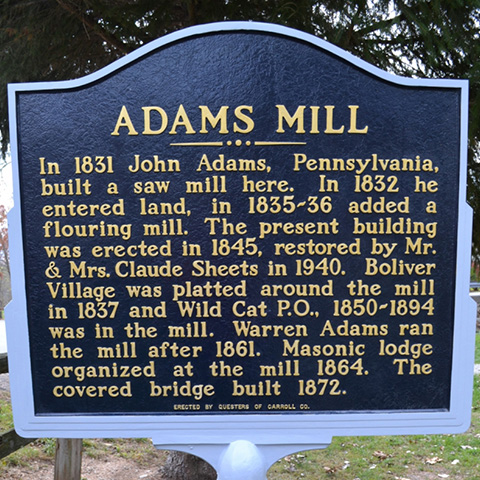 ADAMS MILL
In 1831 John Adams, Pennsylvania,
built a saw mill here. In 1832 he
entered land, in 1835-36 added a
flouring mill. The present building
was erected in 1845, restored by Mr.
& Mrs. Claude Sheets in 1940. Boliver
Village was platted around the mill
in 1837 and Wild Cat P.O., 1850-1894
was in the mill. Warren Adams ran
the mill after 1861. Masonic lodge
organized at the mill 1864. The
covered bridge built 1872.
ERECTED BY QUESTERS OF CARROLL CO.